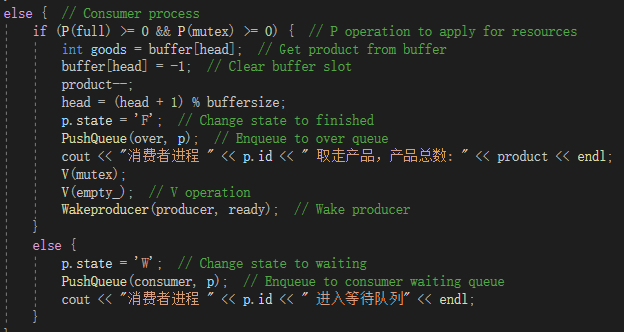 else {  // Consumer process
    if (P(full) >= 0 && P(mutex) >= 0) {  // P operation to apply for resources
        int goods = buffer[head];  // Get product from buffer
        buffer[head] = -1;  // Clear buffer slot
        product--;
        head = (head + 1) % buffersize;
        p.state = 'F';  // Change state to finished
        PushQueue(over, p);  // Enqueue to over queue
        cout << "消费者进程 " << p.id << " 取走产品，产品总数: " << product << endl;
        V(mutex);
        V(empty_);  // V operation
        Wakeproducer(producer, ready);  // Wake producer
    }
    else {
        p.state = 'W';  // Change state to waiting
        PushQueue(consumer, p);  // Enqueue to consumer waiting queue
        cout << "消费者进程 " << p.id << " 进入等待队列" << endl;
    }